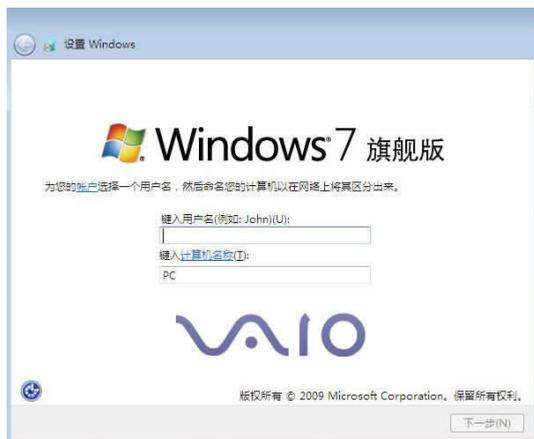 设置 Windows
Windows 7 旗舰版
为您的帐户选择一个用户名，然后命名您的计算机以在网络上将其区分出来。
键入用户名(例如: John)(U):
键入计算机名称(T):
PC
VAIO
版权所有 © 2009 Microsoft Corporation。保留所有权利。
下一步(N)